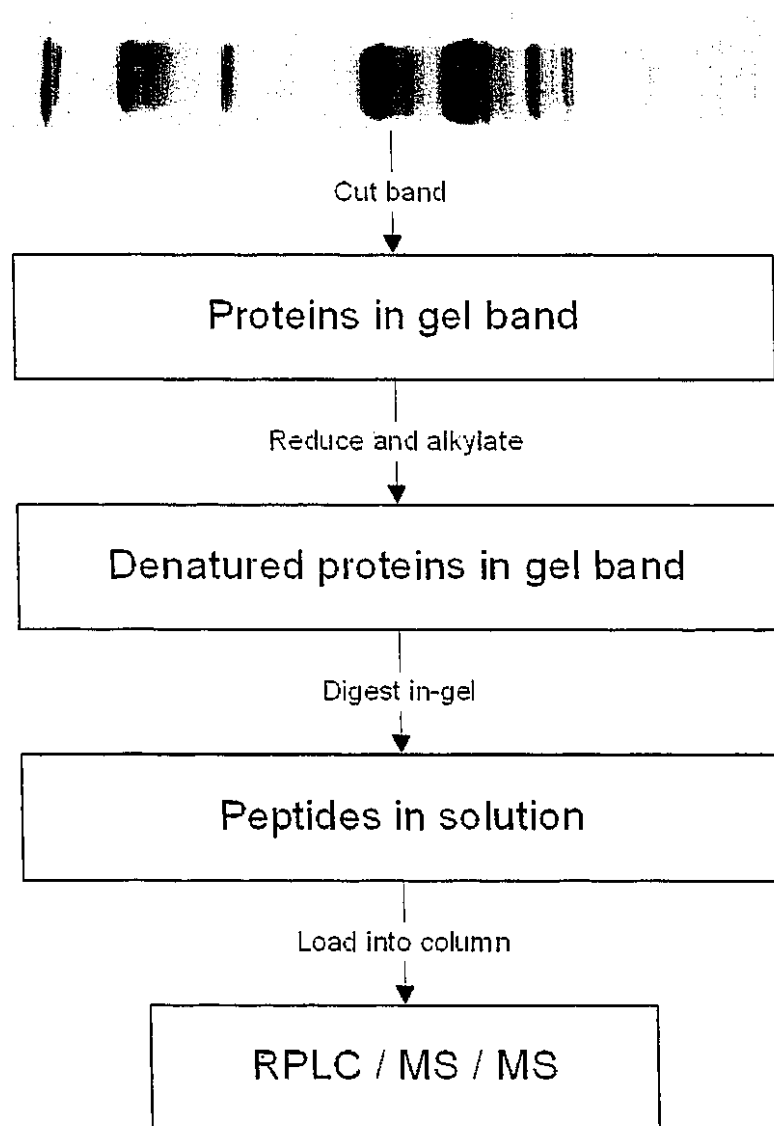 Cut band
Proteins in gel band
Reduce and alkylate
Denatured proteins in gel band
Digest in-gel
Peptides in solution
Load into column
RPLC / MS / MS